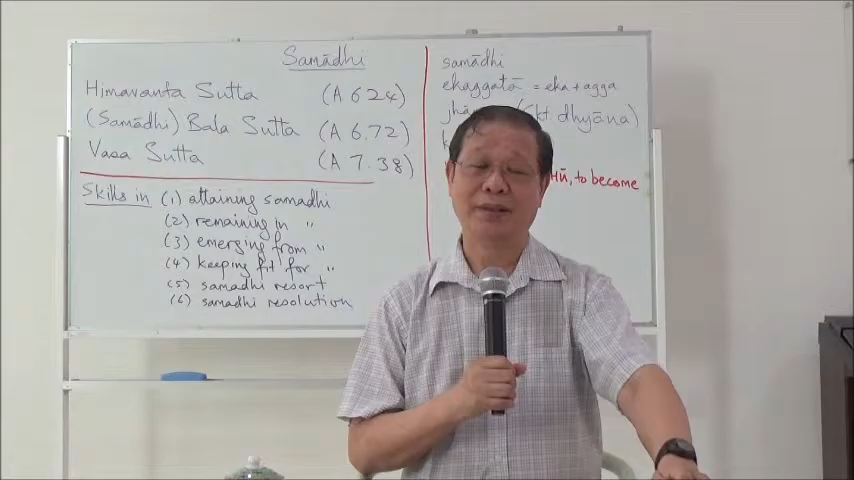 Samādhi
Himavanta Sutta (A 6.24)
(Samādhi) Bala Sutta (A 6.72)
Vasa Sutta (A 7.38)
Skills in (1) attaining samadhi
(2) remaining in "
(3) emerging from "
(4) keeping fit for "
(5) samadhi resort
(6) samadhi resolution
samādhi
ekaggatā = eka + agga
(Skt dhyāna)
to become